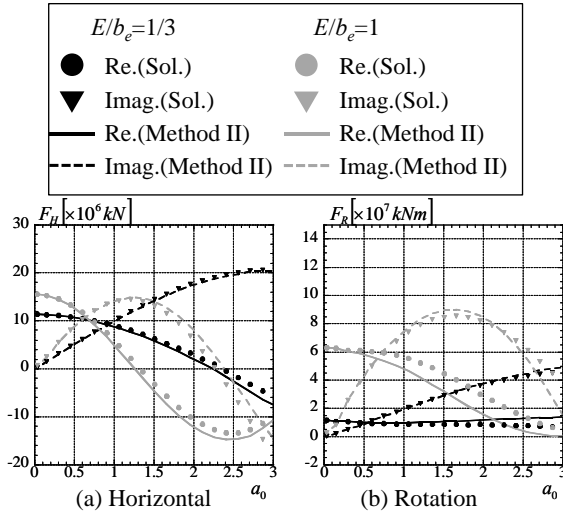 E/b_e=1/3 E/b_e=1
Re.(Sol.) Re.(Sol.)
Imag.(Sol.) Imag.(Sol.)
Re.(Method II) Re.(Method II)
Imag.(Method II) Imag.(Method II)
F_H[×10^6 kN] F_R[×10^7 kNm]
30
20
10
0
-10
-20
0 0.5 1 1.5 2 2.5 3
14
12
10
8
6
4
2
0
-2
0 0.5 1 1.5 2 2.5 3
(a) Horizontal a_0
(b) Rotation a_0